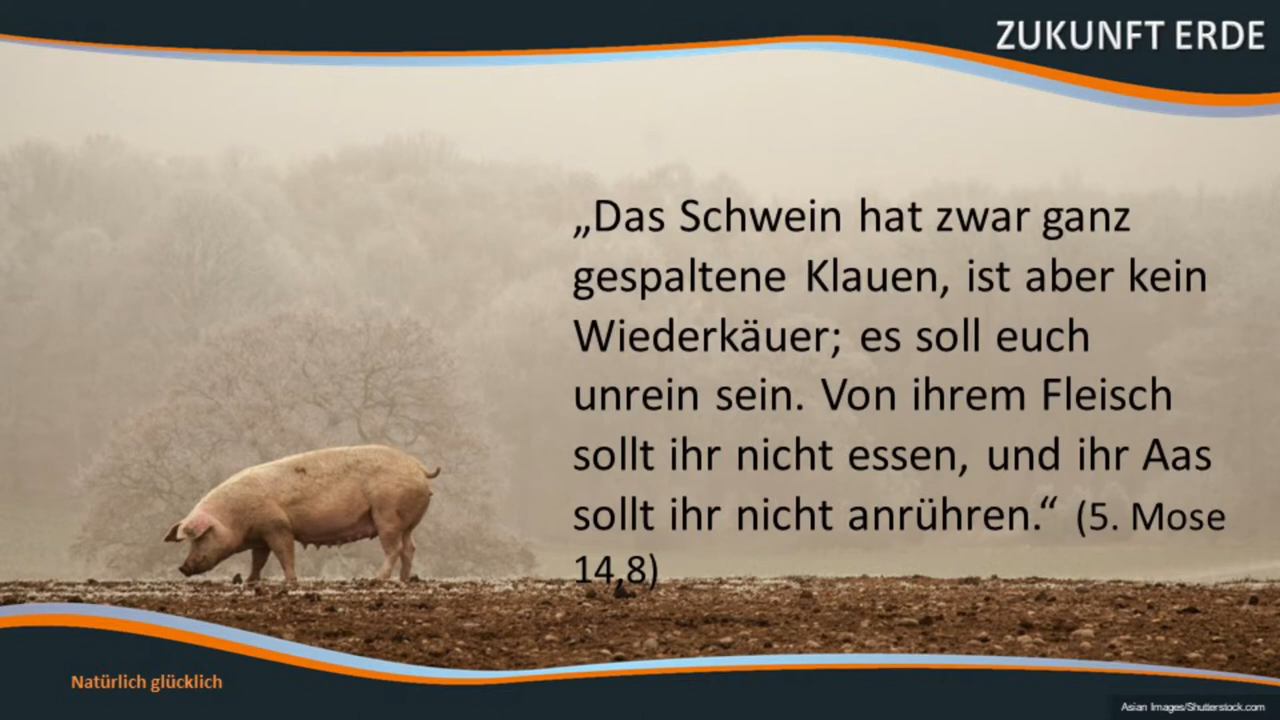 ZUKUNFT ERDE
„Das Schwein hat zwar ganz
gespaltene Klauen, ist aber kein
Wiederkäuer; es soll euch
unrein sein. Von ihrem Fleisch
sollt ihr nicht essen, und ihr Aas
sollt ihr nicht anrühren.“ (5. Mose
14,8)
Natürlich glücklich
Asian Images/Shutterstock.com